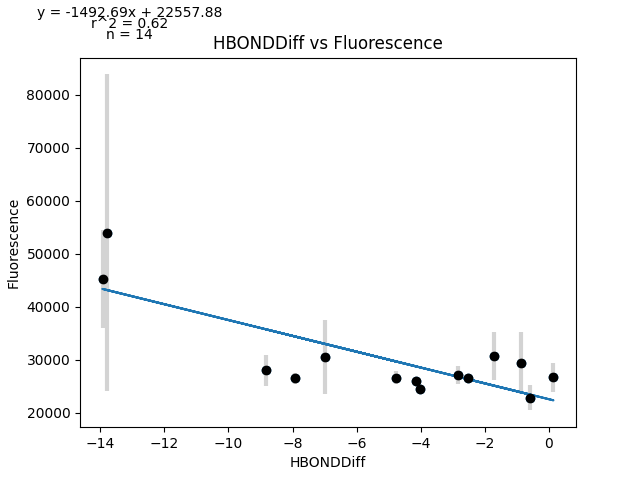 y = -1492.69x + 22557.88
r^2 = 0.62
n = 14
HBONDDiff vs Fluorescence
80000
70000
60000
50000
40000
30000
20000
Fluorescence
−14 −12 −10 −8 −6 −4 −2 0
HBONDDiff